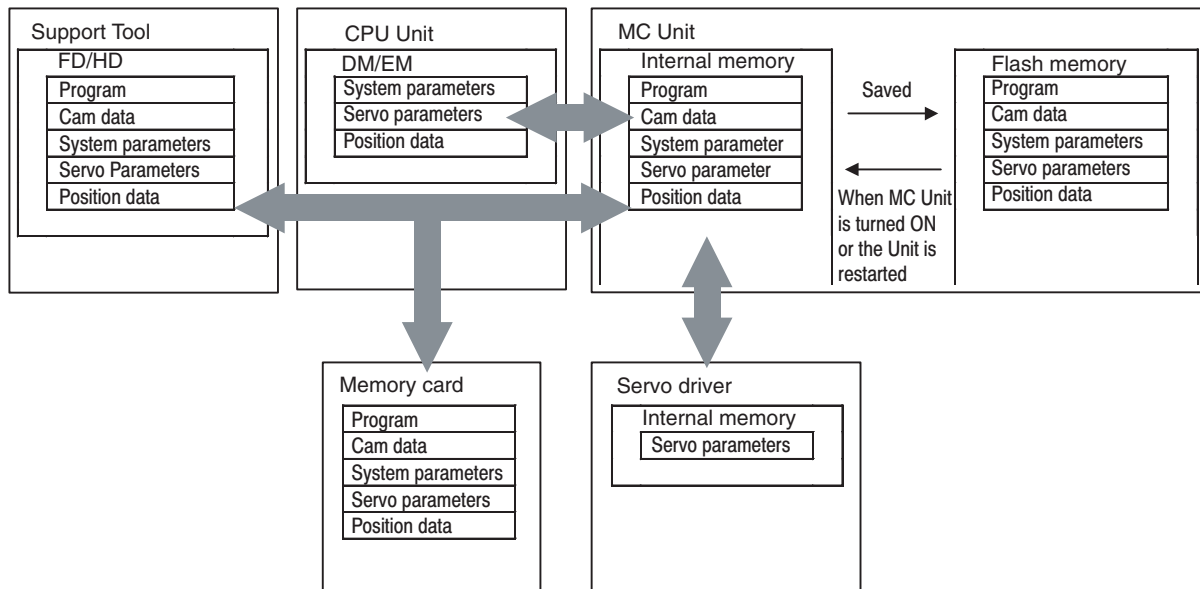 Support Tool
FD/HD
Program
Cam data
System parameters
Servo Parameters
Position data
CPU Unit
DM/EM
System parameters
Servo parameters
Position data
MC Unit
Internal memory
Program
Cam data
System parameter
Servo parameter
Position data
Saved
When MC Unit
is turned ON
or the Unit is
restarted
Flash memory
Program
Cam data
System parameters
Servo parameters
Position data
Memory card
Program
Cam data
System parameters
Servo parameters
Position data
Servo driver
Internal memory
Servo parameters